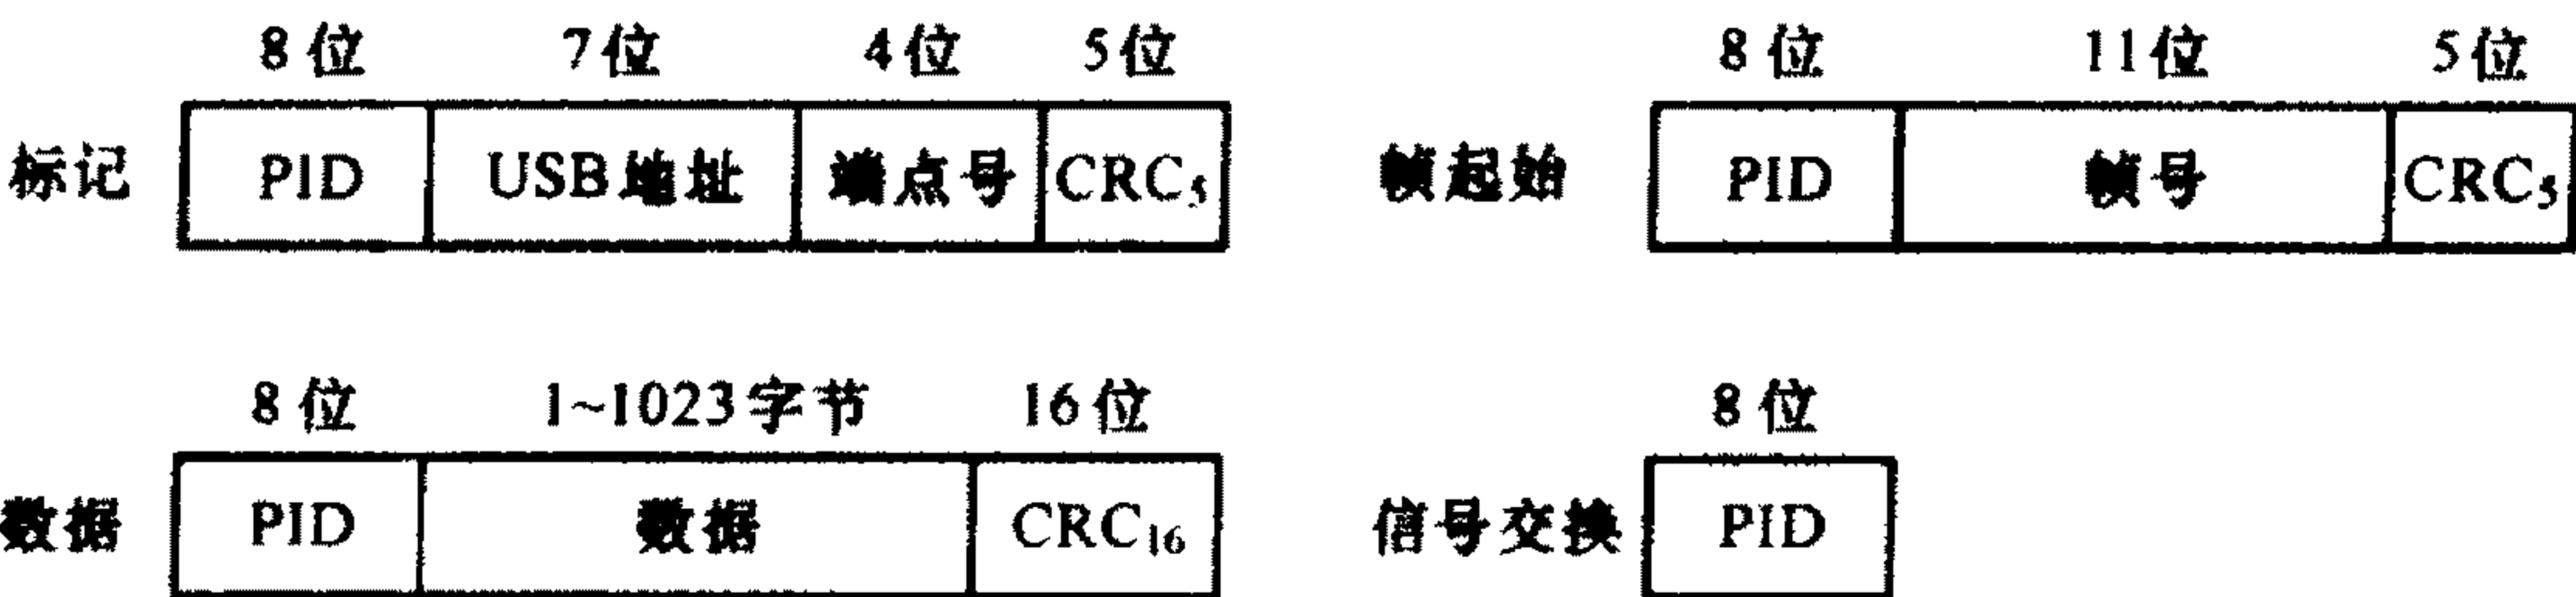 8位 7位 4位 5位 8位 11位 5位
标记 PID USB地址 端点号 CRC5 帧起始 PID 帧号 CRC5
8位 1~1023字节 16位 8位
数据 PID 数据 CRC16 信号交换 PID